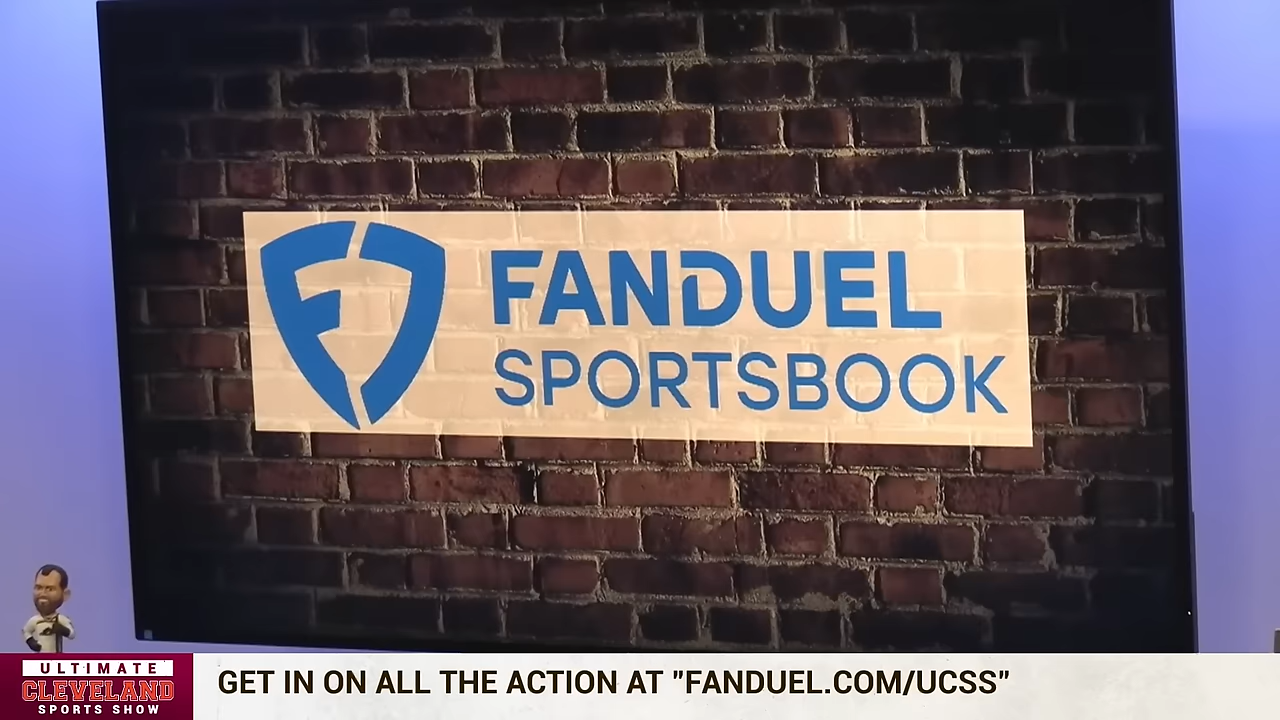 FANDUEL
SPORTSBOOK
ULTIMATE
CLEVELAND
SPORTS SHOW
GET IN ON ALL THE ACTION AT "FANDUEL.COM/UCSS"